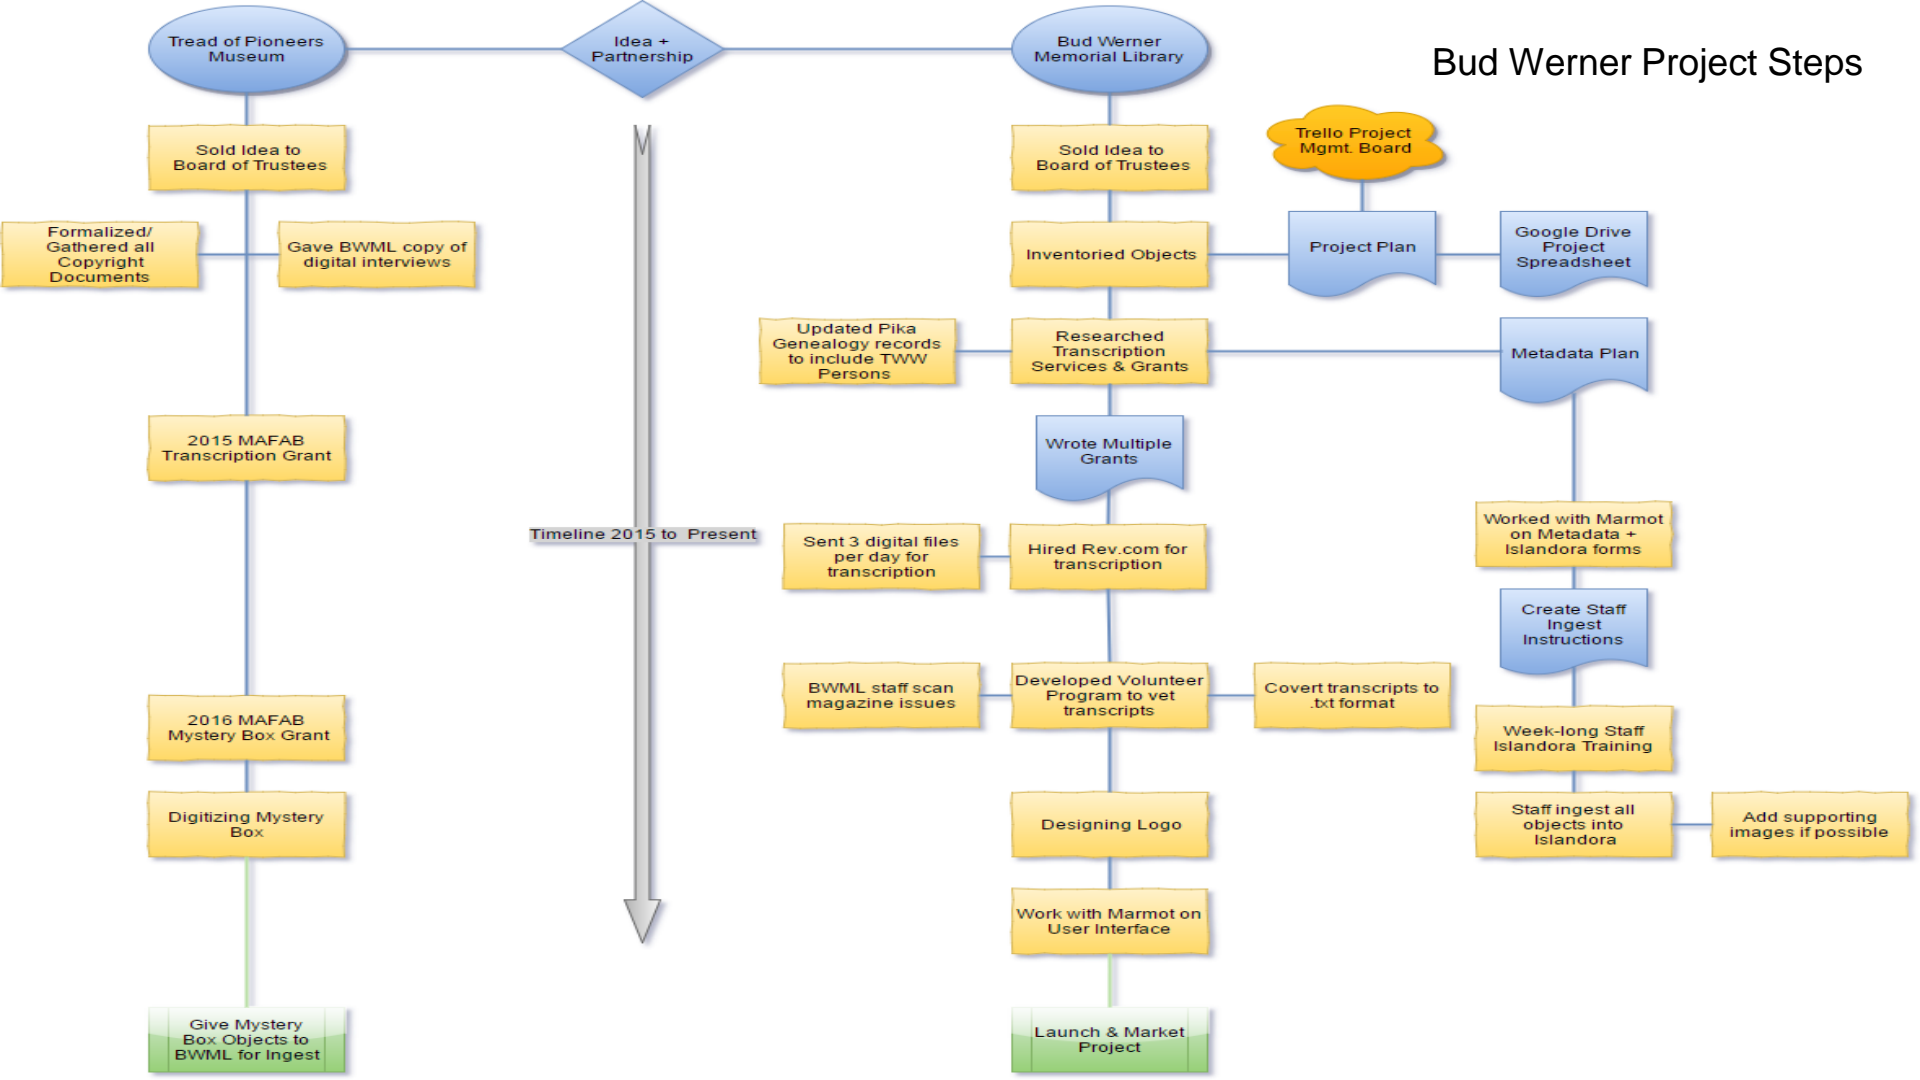 Bud Werner Project Steps
Tread of Pioneers
Museum
Idea +
Partnership
Bud Werner
Memorial Library
Sold Idea to
Board of Trustees
Formalized/
Gathered all
Copyright
Documents
Gave BWML copy of
digital interviews
2015 MAFAB
Transcription Grant
2016 MAFAB
Mystery Box Grant
Digitizing Mystery
Box
Give Mystery
Box Objects to
BWML for Ingest
Timeline 2015 to Present
Sold Idea to
Board of Trustees
Trello Project
Mgmt. Board
Inventoried Objects
Project Plan
Google Drive
Project
Spreadsheet
Updated Pika
Genealogy records
to include TWW
Persons
Researched
Transcription
Services & Grants
Metadata Plan
Wrote Multiple
Grants
Sent 3 digital files
per day for
transcription
Hired Rev.com for
transcription
Worked with Marmot
on Metadata +
Islandora forms
Create Staff
Ingest
Instructions
BWML staff scan
magazine issues
Developed Volunteer
Program to vet
transcripts
Covert transcripts to
.txt format
Week-long Staff
Islandora Training
Designing Logo
Staff ingest all
objects into
Islandora
Add supporting
images if possible
Work with Marmot on
User Interface
Launch & Market
Project